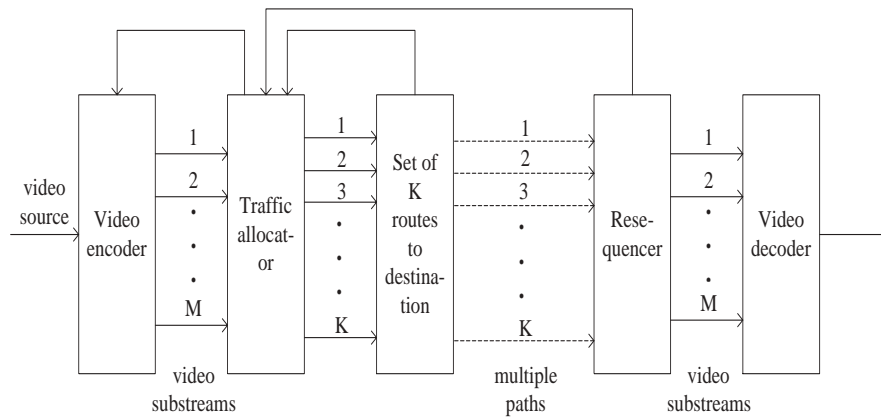 video
source
Video
encoder
1
2
M
video
substreams
Traffic
allocat-
or
1
2
3
K
Set of
K
routes to
destina-
tion
1
2
3
K
multiple
paths
Rese-
quencer
1
2
M
video
substreams
Video
decoder